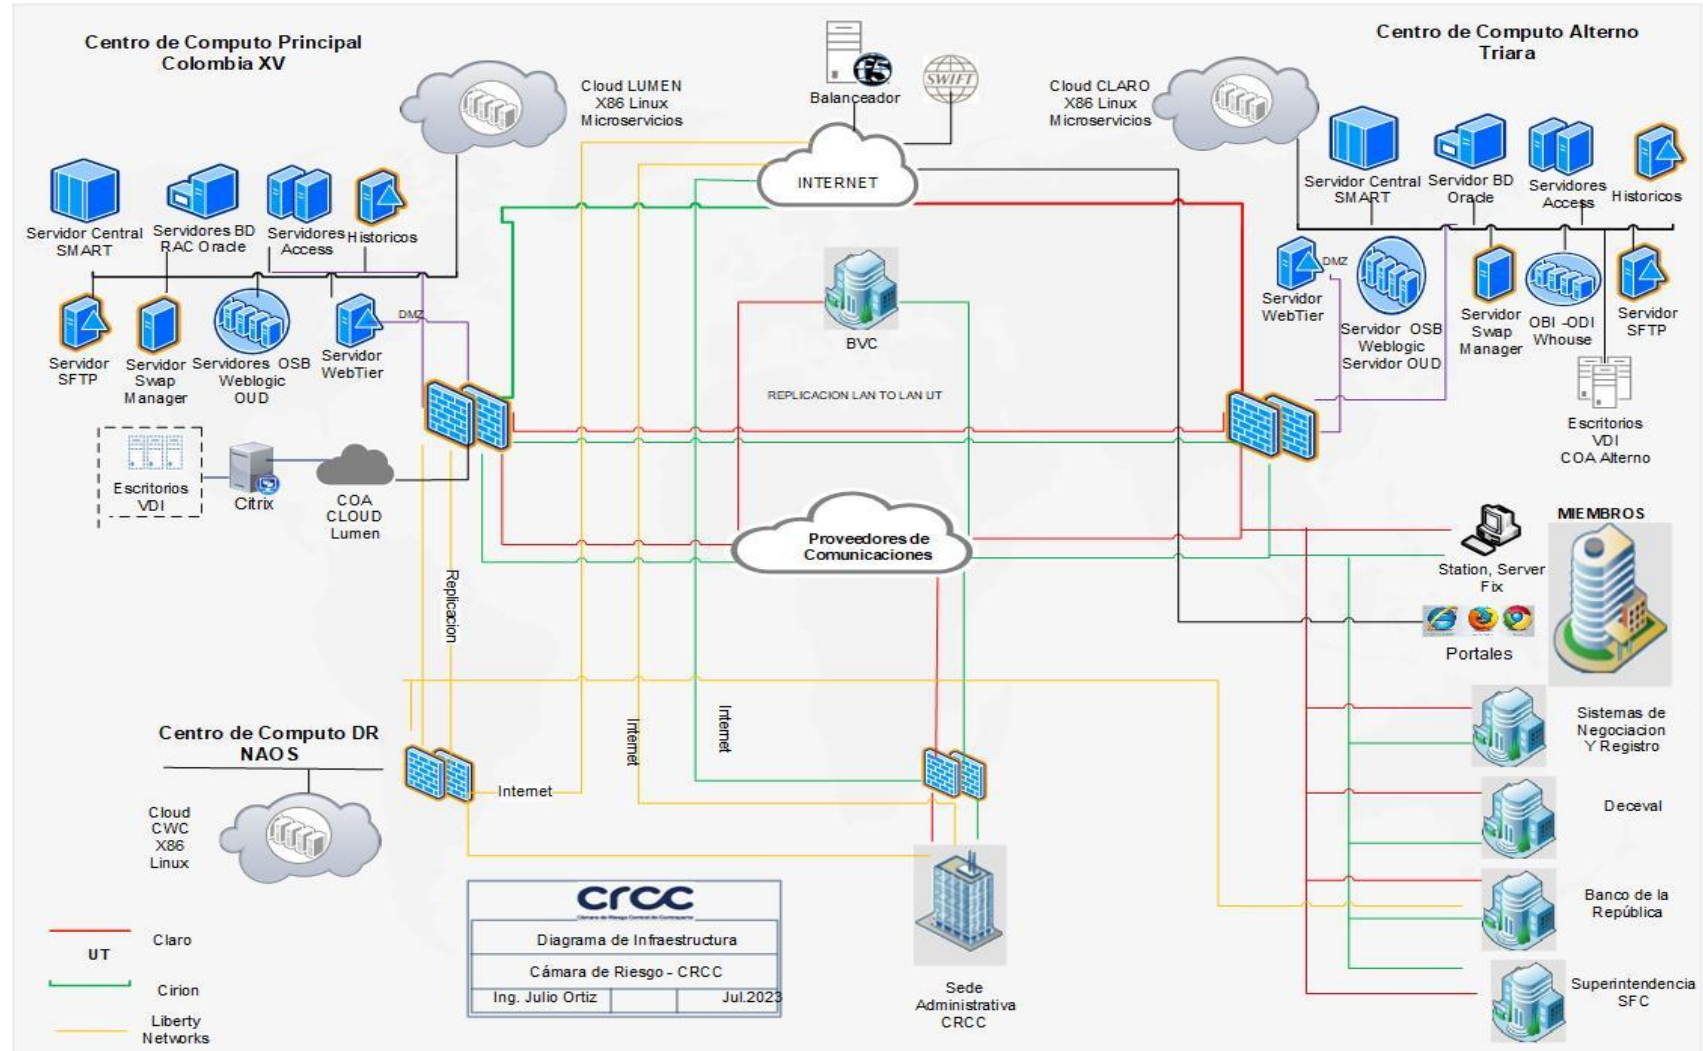 Centro de Computo Principal
Colombia XV
Cloud LUMEN
X86 Linux
Microservicios
Balanceador
SWIFT
Cloud CLARO
X86 Linux
Microservicios
Centro de Computo Alterno
Triara
INTERNET
Servidor Central
SMART
Servidores BD
RAC Oracle
Servidores
Access
Historicos
Servidor Central
SMART
Servidor BD
Oracle
Servidores
Access
Historicos
DMZ
Servidor
SFTP
Servidor
Swap
Manager
Servidores OSB
Weblogic
OUD
Servidor
WebTier
BVC
REPLICACION LAN TO LAN UT
DMZ
Servidor
WebTier
Servidor OSB
Weblogic
Servidor OUD
Servidor
Swap
Manager
OBI -ODI
Whouse
Servidor
SFTP
Escritorios
VDI
COA Alterno
Escritorios
VDI
Citrix
COA
CLOUD
Lumen
Proveedores de
Comunicaciones
MIEMBROS
Station, Server
Fix
Portales
Replicacion
Internet
Internet
Internet
Centro de Computo DR
NAOS
Cloud
CWC
X86
Linux
Sistemas de
Negociacion
Y Registro
Deceval
Banco de la
República
Superintendencia
SFC
Sede
Administrativa
CRCC
crcc
Cámara de Riesgo Central de Contraparte
Diagrama de Infraestructura
Cámara de Riesgo - CRCC
Ing. Julio Ortiz
Jul.2023
UT
Claro
Cirion
Liberty
Networks